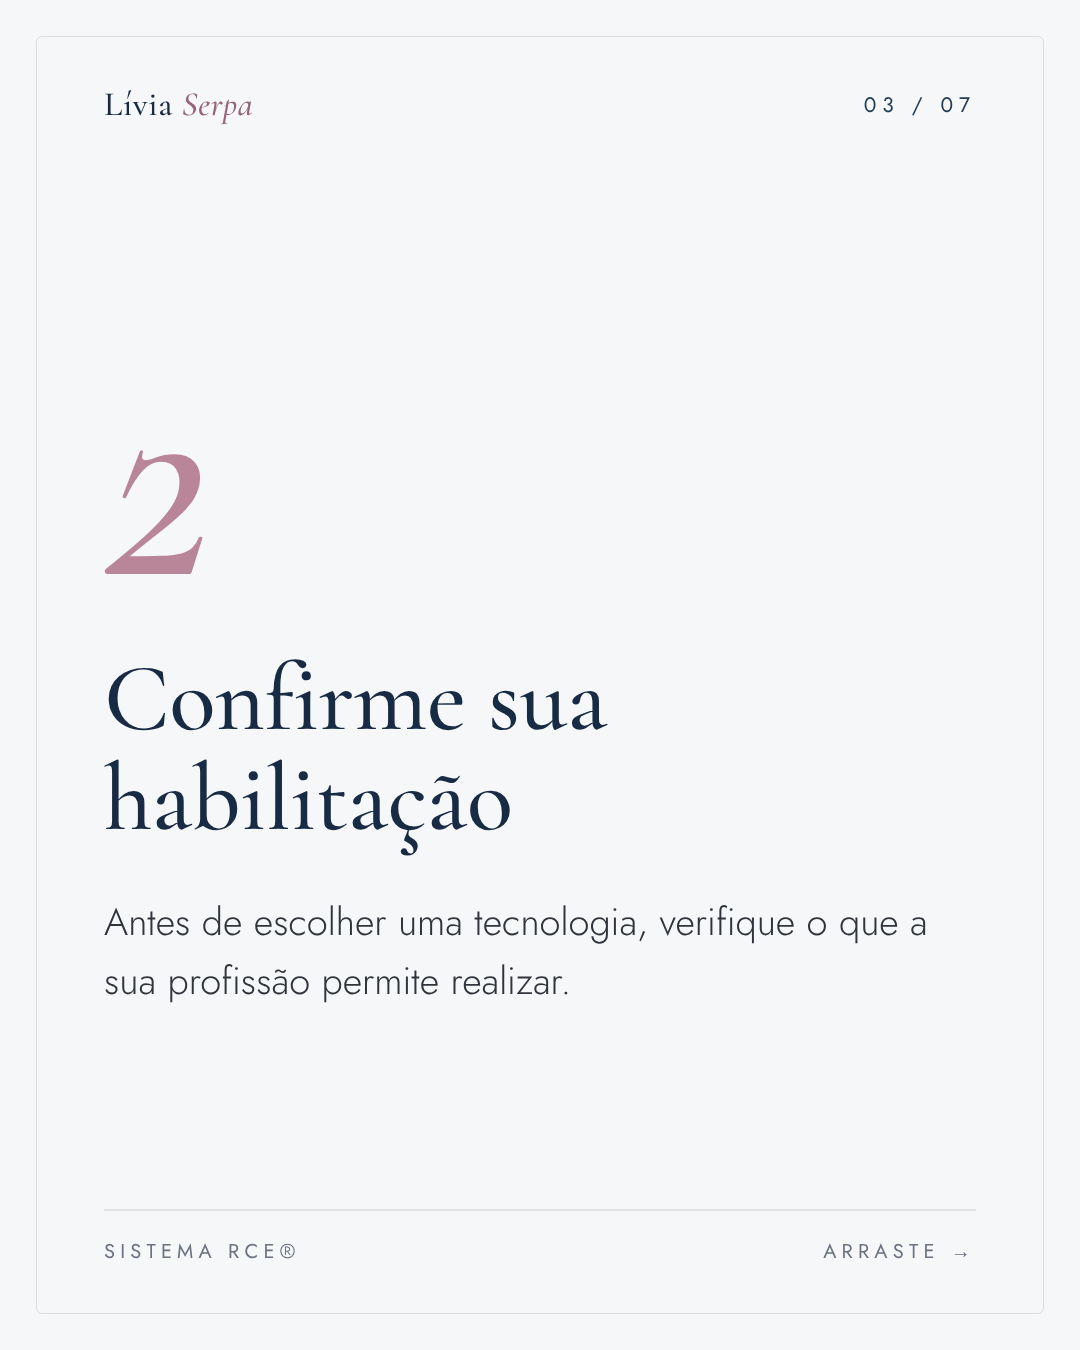 Lívia Serpa
03 / 07
2
Confirme sua
habilitação
Antes de escolher uma tecnologia, verifique o que a
sua profissão permite realizar.
SISTEMA RCE®
ARRASTE →